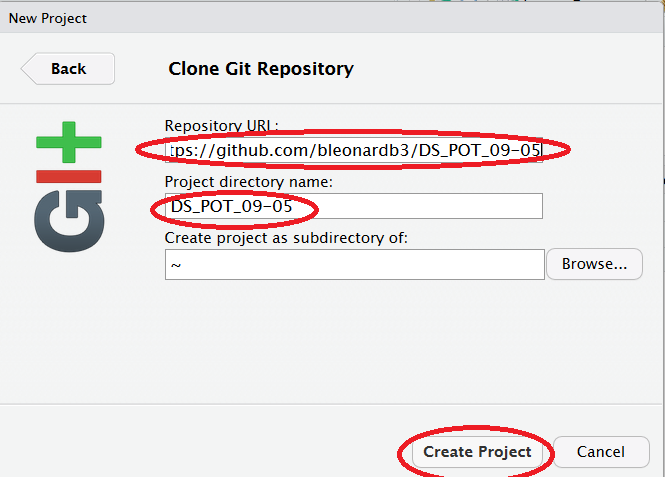 New Project
Back
Clone Git Repository
GIT
Repository URL:
tps://github.com/bleonardb3/DS_POT_09-05
Project directory name:
DS_POT_09-05
Create project as subdirectory of:
~
Browse...
Create Project
Cancel